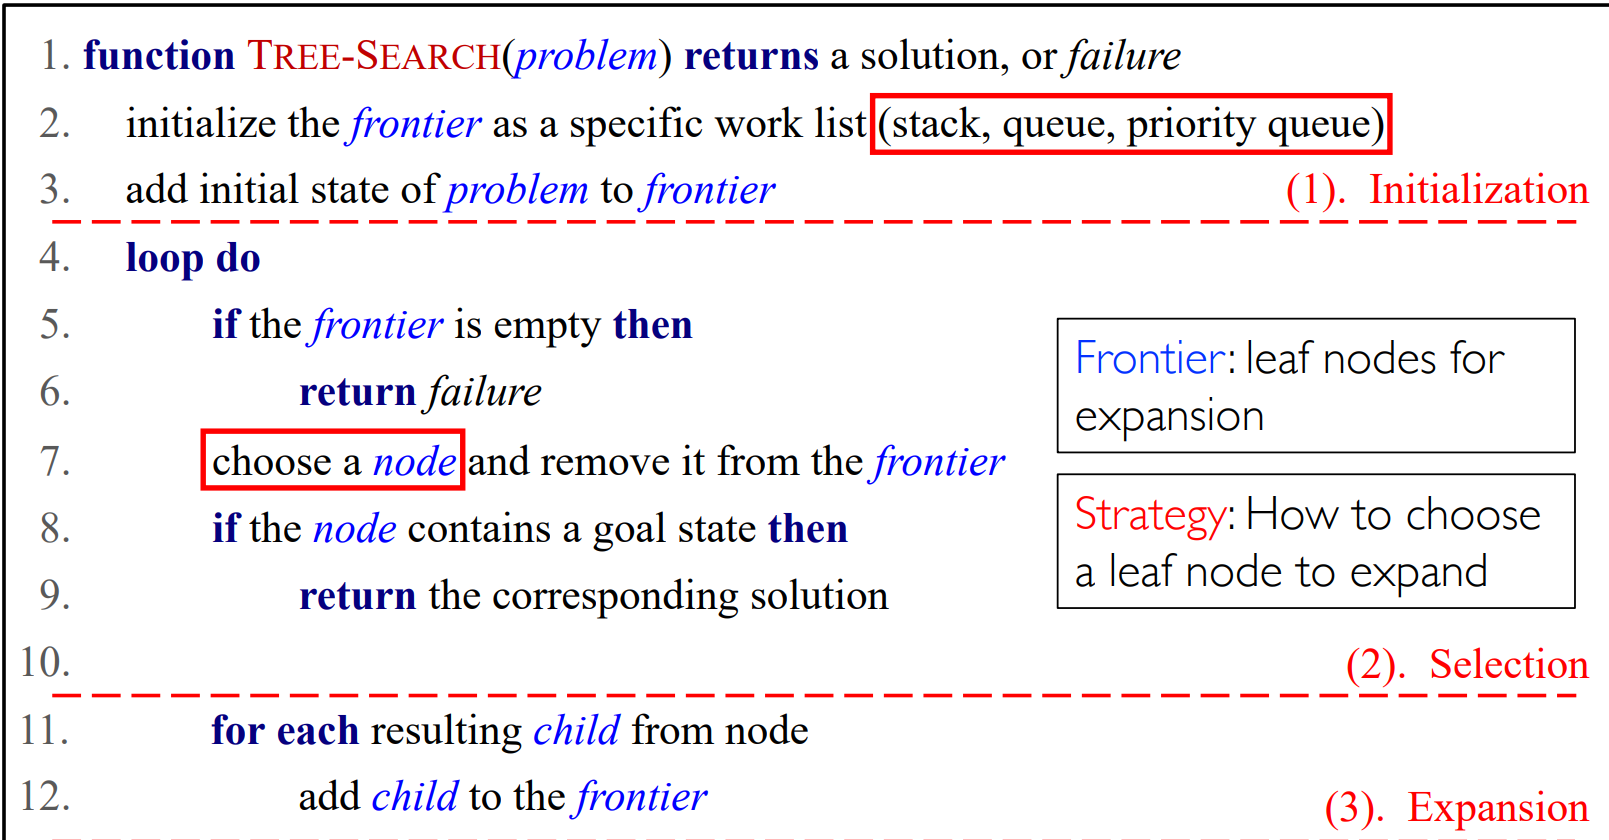 1. function TREE-SEARCH(problem) returns a solution, or failure
2. initialize the frontier as a specific work list (stack, queue, priority queue)
3. add initial state of problem to frontier
(1). Initialization
4. loop do
5. if the frontier is empty then
6. return failure
7. choose a node and remove it from the frontier
8. if the node contains a goal state then
9. return the corresponding solution
Frontier: leaf nodes for
expansion
Strategy: How to choose
a leaf node to expand
10.
(2). Selection
11. for each resulting child from node
12. add child to the frontier
(3). Expansion